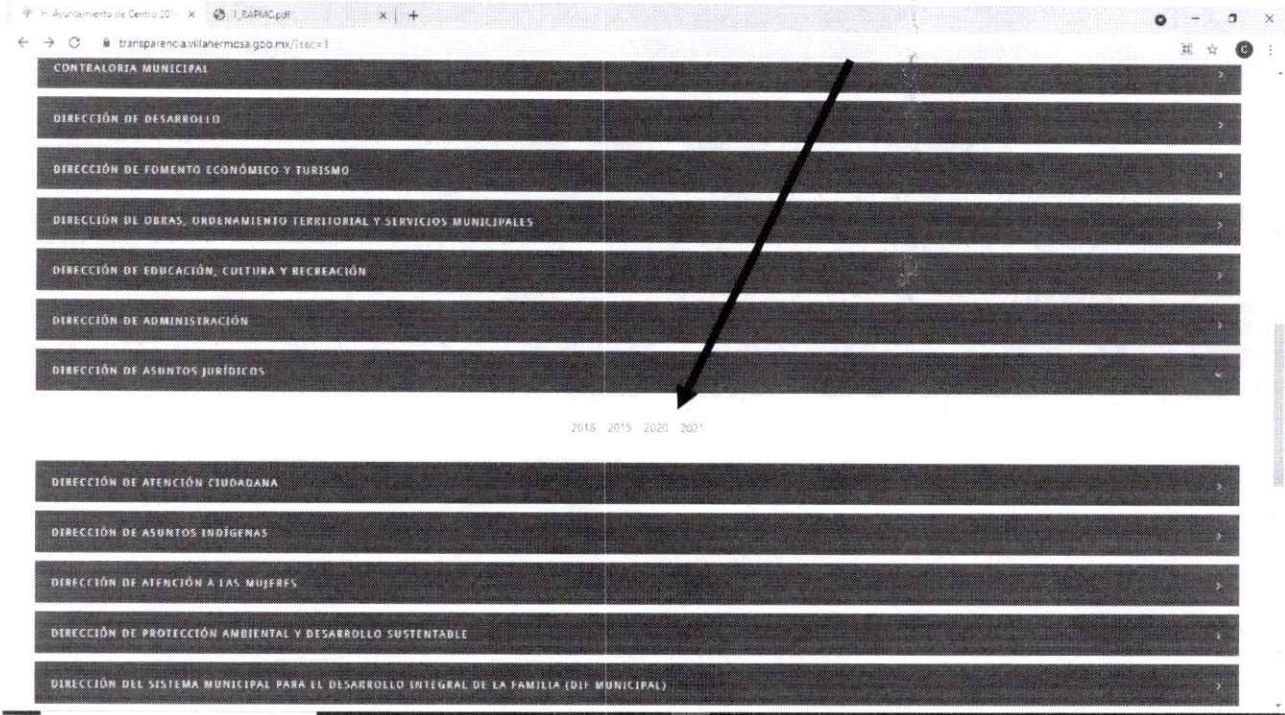 H. Ayuntamiento de Centro 201
1_RAPMC.pdf
transparencia.villahermosa.gob.mx/?sec=1
CONTRALORIA MUNICIPAL
DIRECCIÓN DE DESARROLLO
DIRECCIÓN DE FOMENTO ECONÓMICO Y TURISMO
DIRECCIÓN DE OBRAS, ORDENAMIENTO TERRITORIAL Y SERVICIOS MUNICIPALES
DIRECCIÓN DE EDUCACIÓN, CULTURA Y RECREACIÓN
DIRECCIÓN DE ADMINISTRACIÓN
DIRECCIÓN DE ASUNTOS JURÍDICOS
2018 2019 2020 2021
DIRECCIÓN DE ATENCIÓN CIUDADANA
DIRECCIÓN DE ASUNTOS INDÍGENAS
DIRECCIÓN DE ATENCIÓN A LAS MUJERES
DIRECCIÓN DE PROTECCIÓN AMBIENTAL Y DESARROLLO SUSTENTABLE
DIRECCIÓN DEL SISTEMA MUNICIPAL PARA EL DESARROLLO INTEGRAL DE LA FAMILIA (DIF MUNICIPAL)